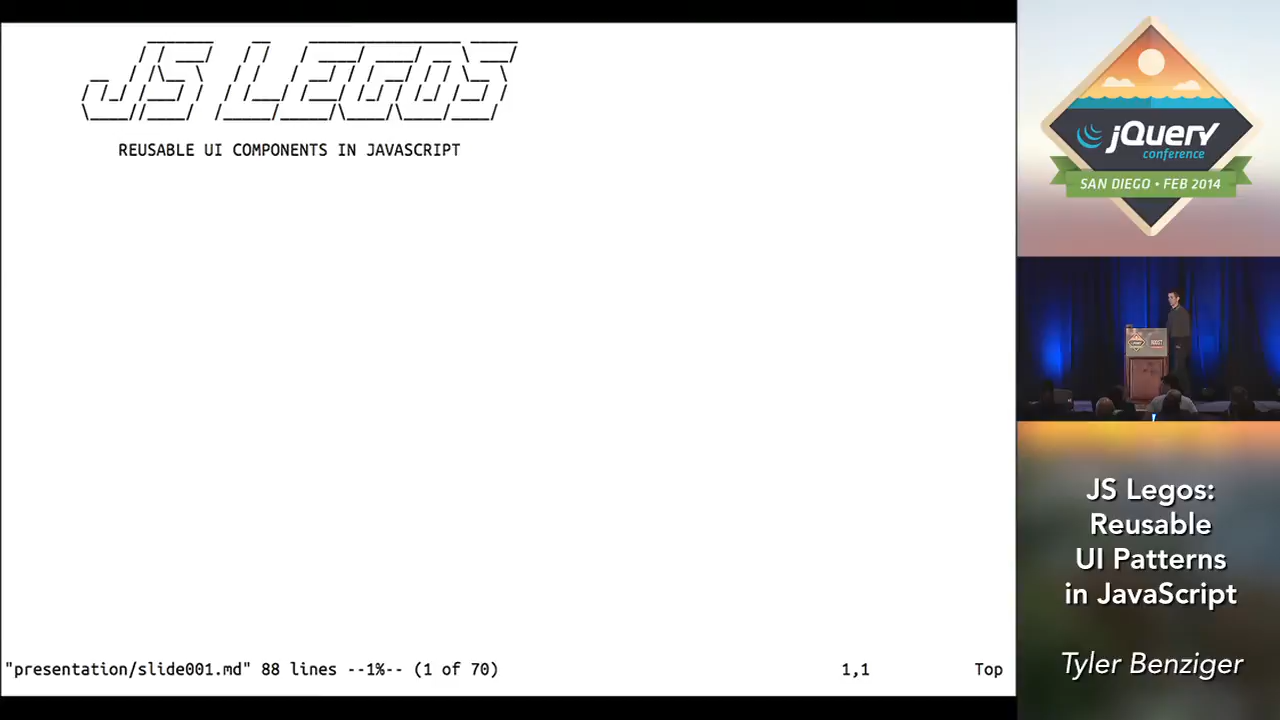 JS LEGOS
REUSABLE UI COMPONENTS IN JAVASCRIPT
"presentation/slide001.md" 88 lines --1%-- (1 of 70)
1,1
Top
jQuery
conference
SAN DIEGO • FEB 2014
JS Legos:
Reusable
UI Patterns
in JavaScript
Tyler Benziger